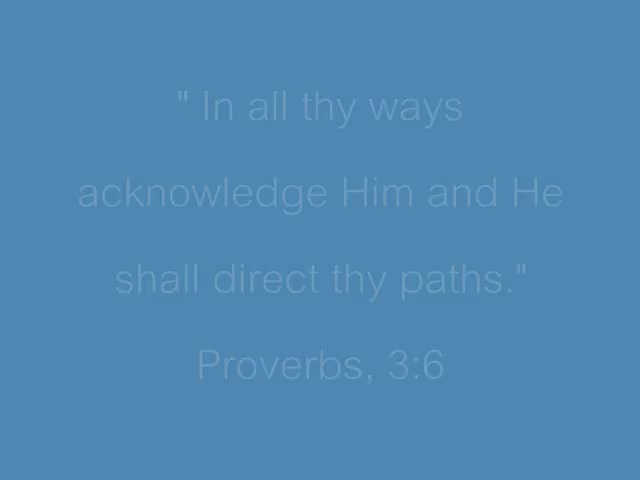 " In all thy ways
acknowledge Him and He
shall direct thy paths."
Proverbs, 3:6